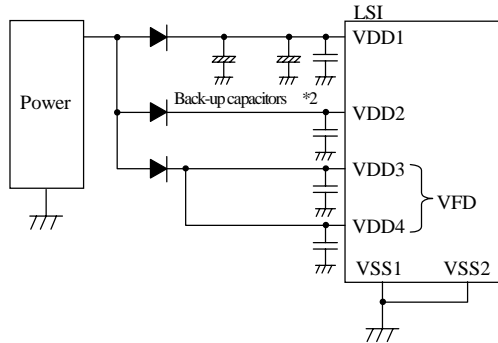 LSI
VDD1
Power
Back-up capacitors *2
VDD2
VDD3
VFD
VDD4
VSS1 VSS2